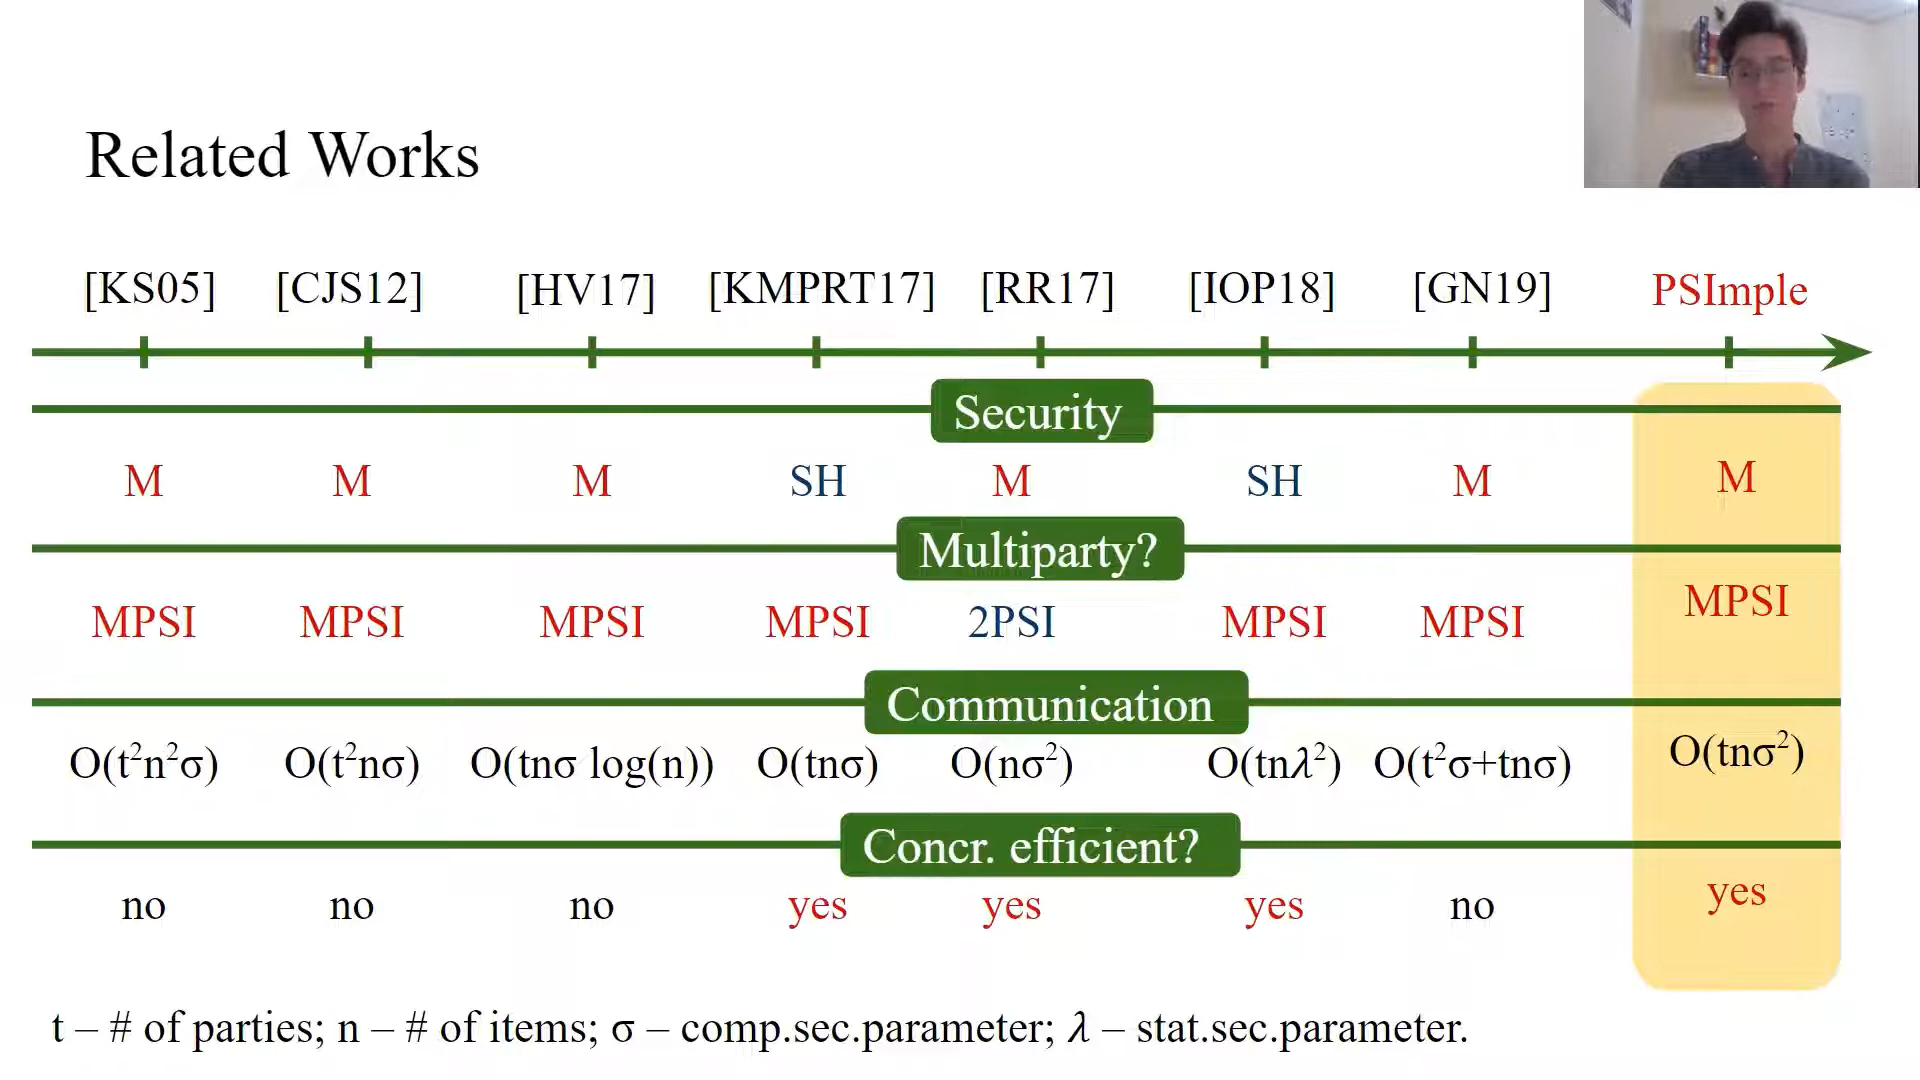 Related Works
[KS05] [CJS12] [HV17] [KMPRT17] [RR17] [IOP18] [GN19] PSImple
Security
M M M SH M SH M M
Multiparty?
MPSI MPSI MPSI MPSI 2PSI MPSI MPSI MPSI
Communication
O(t²n²σ) O(t²nσ) O(tnσ log(n)) O(tnσ) O(nσ²) O(tnλ²) O(t²σ+tnσ) O(tnσ²)
Concr. efficient?
no no no yes yes yes no yes
t – # of parties; n – # of items; σ – comp.sec.parameter; λ – stat.sec.parameter.